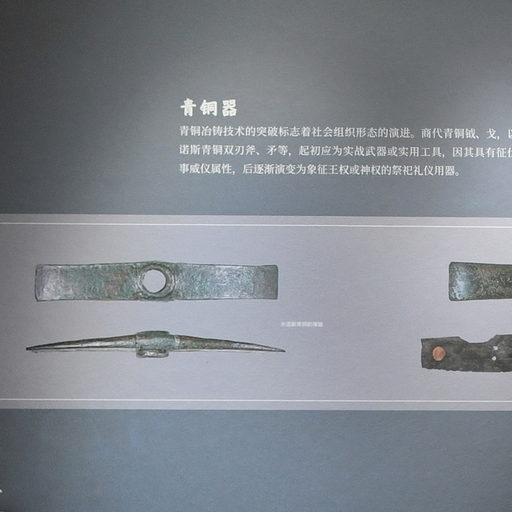 青铜器
青铜冶铸技术的突破标志着社会组织形态的演进。商代青铜钺、戈，以
诺斯青铜双刃斧、矛等，起初应为实战武器或实用工具，因其具有征伐
事威仪属性，后逐渐演变为象征王权或神权的祭祀礼仪用器。